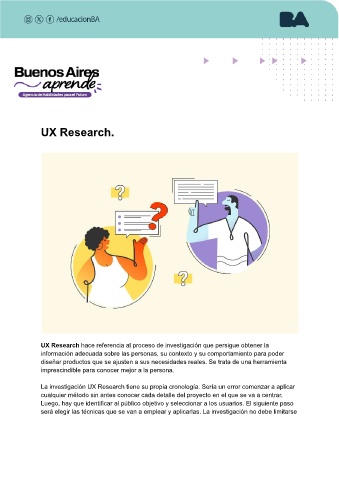 /educacionBA
BA
Buenos Aires
aprende
Agencia de Habilidades para el Futuro
UX Research.
?
?
?
UX Research hace referencia al proceso de investigación que persigue obtener la
información adecuada sobre las personas, su contexto y su comportamiento para poder
diseñar productos que se ajusten a sus necesidades reales. Se trata de una herramienta
imprescindible para conocer mejor a la persona.
La investigación UX Research tiene su propia cronología. Sería un error comenzar a aplicar
cualquier método sin antes conocer cada detalle del proyecto en el que se va a centrar.
Luego, hay que identificar al público objetivo y seleccionar a los usuarios. El siguiente paso
será elegir las técnicas que se van a emplear y aplicarlas. La investigación no debe limitarse